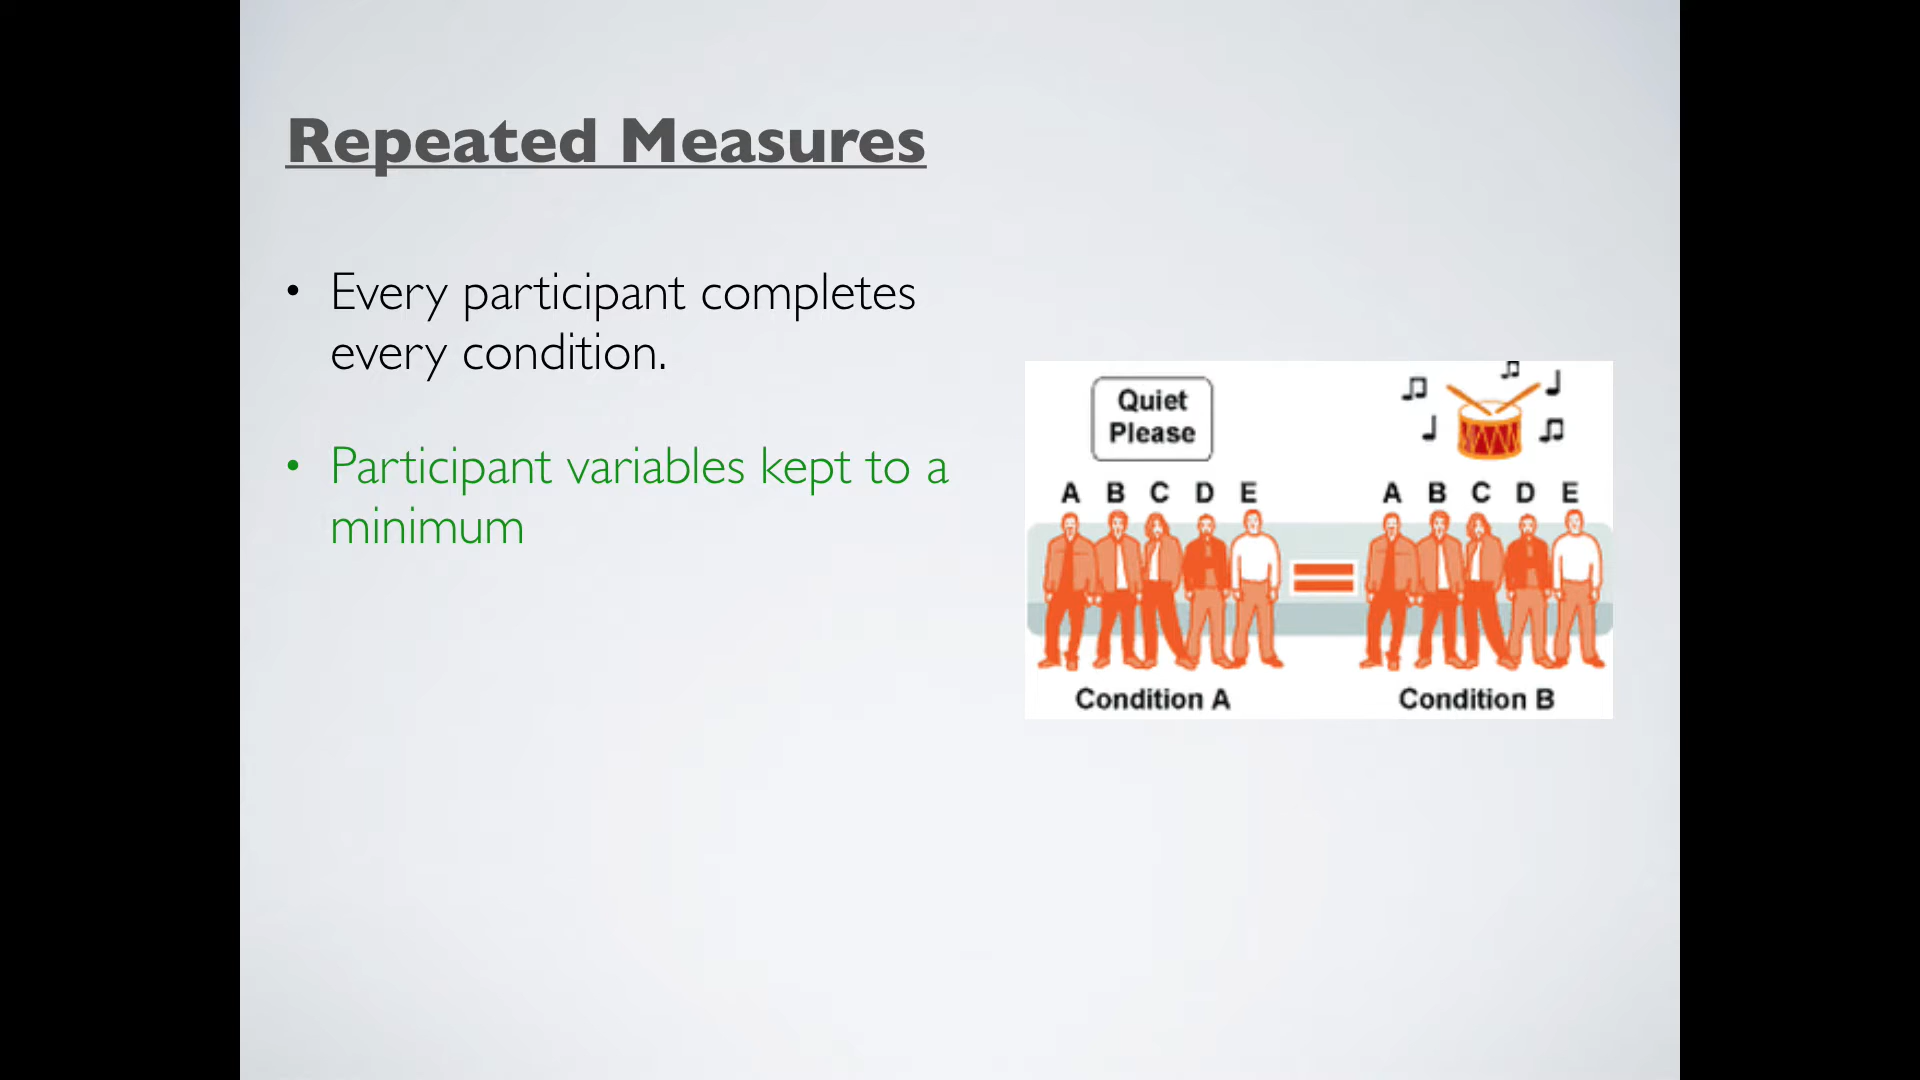 Repeated Measures
• Every participant completes
every condition.
• Participant variables kept to a
minimum
Quiet
Please
A B C D E
A B C D E
Condition A
Condition B